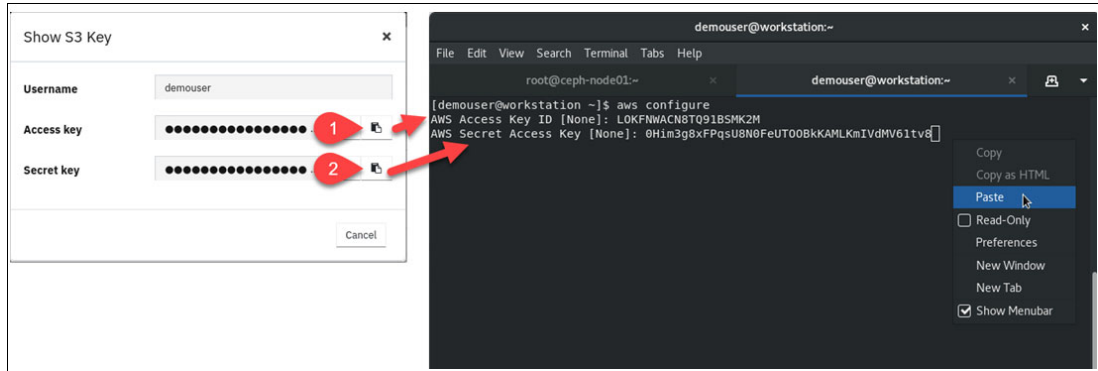 Show S3 Key
Username
demouser
Access key
●●●●●●●●●●●●●●●●
1
Secret key
●●●●●●●●●●●●●●●●
2
Cancel
demouser@workstation:~
File Edit View Search Terminal Tabs Help
root@ceph-node01:~
demouser@workstation:~
[demouser@workstation ~]$ aws configure
AWS Access Key ID [None]: LOKFNWACN8TQ91BSMK2M
AWS Secret Access Key [None]: 0Him3g8xFPqsU8N0FeUTOOBkKAMLKmIVdMV61tv8
Copy
Copy as HTML
Paste
Read-Only
Preferences
New Window
New Tab
Show Menubar